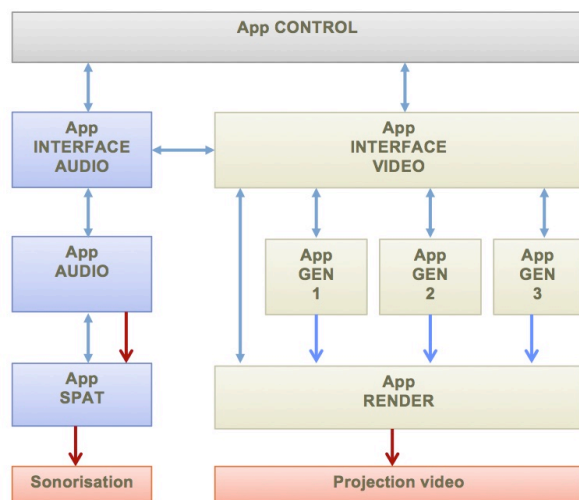 App CONTROL
App
INTERFACE
AUDIO
App
INTERFACE
VIDEO
App
AUDIO
App
GEN
1
App
GEN
2
App
GEN
3
App
SPAT
App
RENDER
Sonorisation
Projection video